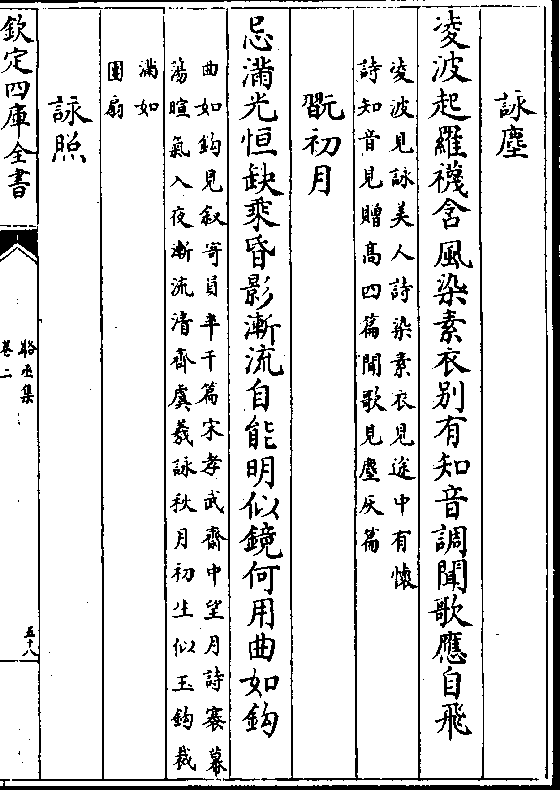 詠塵
凌波起羅襪含風染素衣别有知音調聞歌應自飛
凌波見詠美人詩染素衣見途中有懷
詩知音見贈高四篇聞歌見塵灰篇
翫初月
忌滿光恒缺乘昏影漸流自能明似鏡何用曲如鈎
曲如鈎見叙寄員半千篇宋孝武齋中望月詩褰幕
蕩暄氣入夜漸流清齊虞羲詠秋月初生似玉鈎裁
滿如
團扇
詠照
欽定四庫全書
駱丞集
卷二
五十八